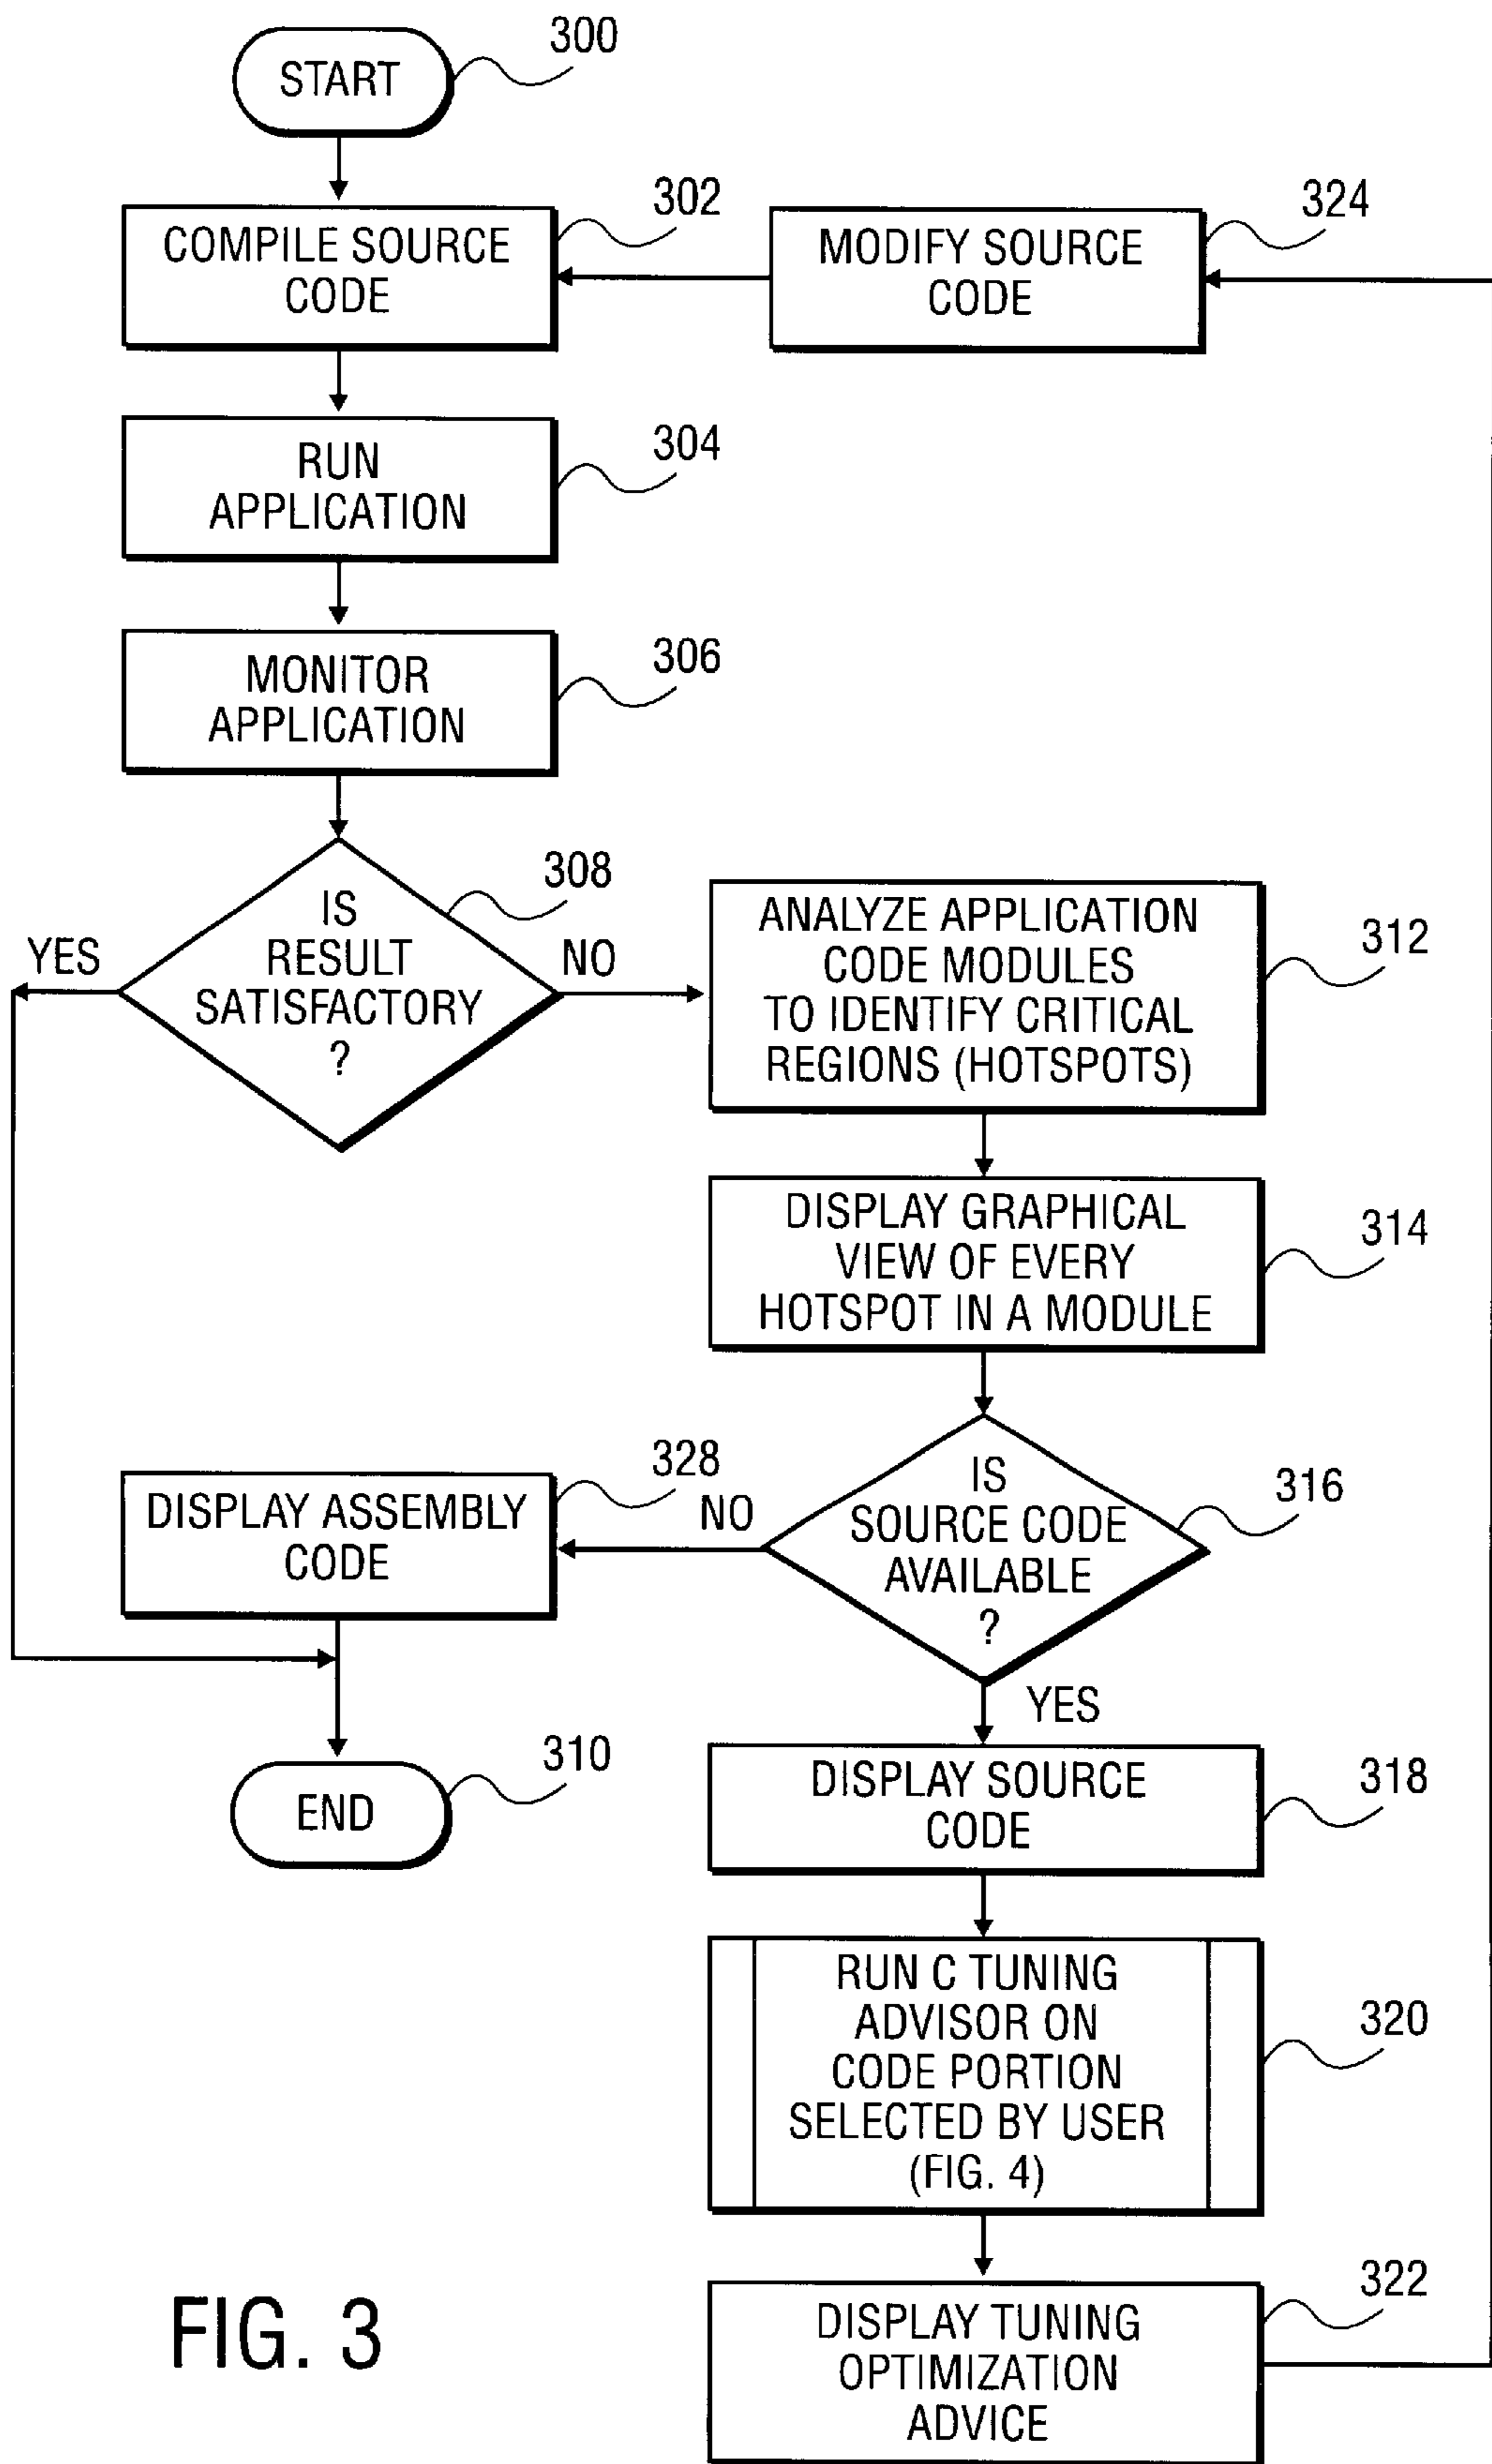 START
300
COMPILE SOURCE
CODE
302
MODIFY SOURCE
CODE
324
RUN
APPLICATION
304
MONITOR
APPLICATION
306
IS
RESULT
SATISFACTORY
?
308
YES
NO
ANALYZE APPLICATION
CODE MODULES
TO IDENTIFY CRITICAL
REGIONS (HOTSPOTS)
312
DISPLAY GRAPHICAL
VIEW OF EVERY
HOTSPOT IN A MODULE
314
IS
SOURCE CODE
AVAILABLE
?
316
NO
DISPLAY ASSEMBLY
CODE
328
YES
END
310
DISPLAY SOURCE
CODE
318
RUN C TUNING
ADVISOR ON
CODE PORTION
SELECTED BY USER
(FIG. 4)
320
DISPLAY TUNING
OPTIMIZATION
ADVICE
322
FIG. 3